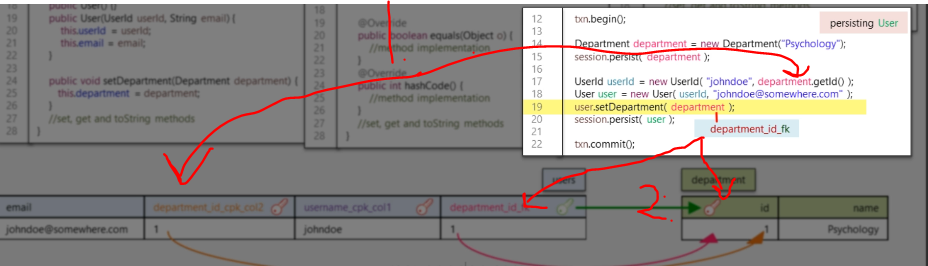 18 public User() {}
19 public User(UserId userId, String email) {
20 this.userId = userId;
21 this.email = email;
22 }
23
24 public void setDepartment(Department department) {
25 this.department = department;
26 }
27 //set, get and toString methods
28 }
18
19 @Override
20 public boolean equals(Object o) {
21 //method implementation
22 }
23 @Override
24 public int hashCode() {
25 //method implementation
26 }
27 //set, get and toString methods
28 }
12 txn.begin();
13
persisting User
14 Department department = new Department("Psychology");
15 session.persist( department );
16
17 UserId userId = new UserId( "johndoe", department.getId() );
18 User user = new User( userId, "johndoe@somewhere.com" );
19 user.setDepartment( department );
20 session.persist( user );
21
department_id_fk
22 txn.commit();
users
department
email department_id_cpk_col2 username_cpk_col1 department_id_fk
johndoe@somewhere.com 1 johndoe 1
2.
id name
1 Psychology